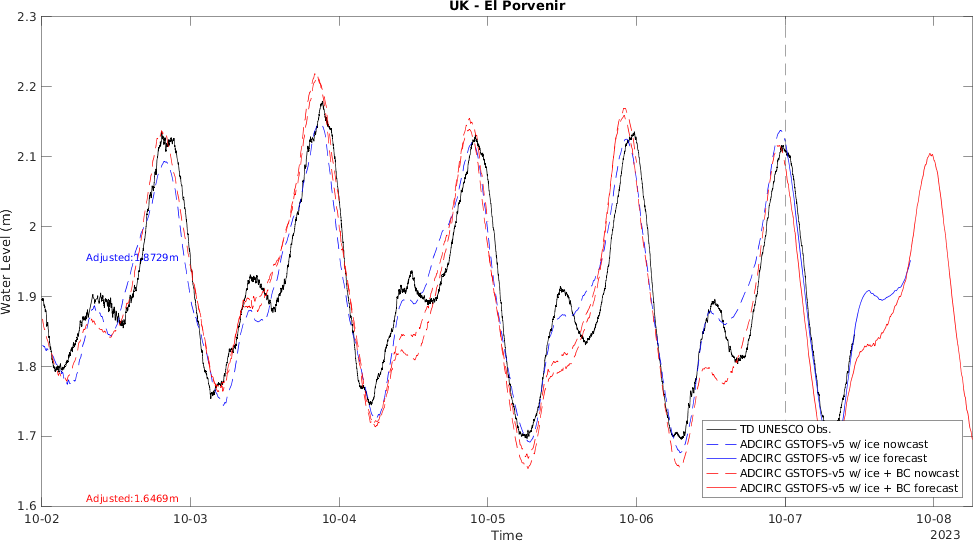 UK - El Porvenir
2.3
2.2
2.1
2
1.9
1.8
1.7
1.6
Water Level (m)
Adjusted:1.8729m
Adjusted:1.6469m
TD UNESCO Obs.
ADCIRC GSTOFS-v5 w/ ice nowcast
ADCIRC GSTOFS-v5 w/ ice forecast
ADCIRC GSTOFS-v5 w/ ice + BC nowcast
ADCIRC GSTOFS-v5 w/ ice + BC forecast
10-02 10-03 10-04 10-05 10-06 10-07 10-08
Time
2023